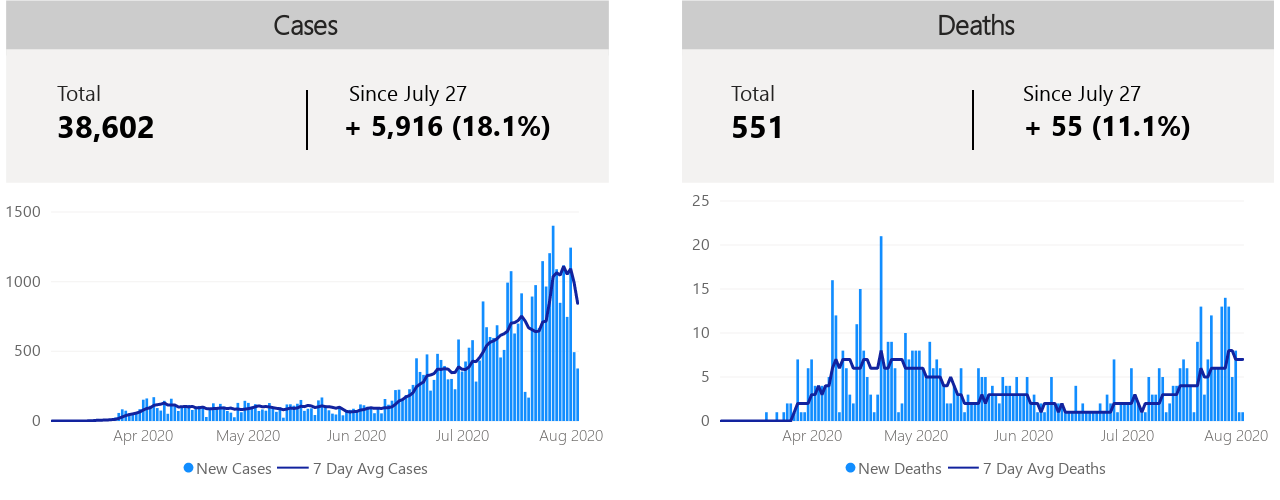 Cases
Total
38,602
Since July 27
+ 5,916 (18.1%)
1500
1000
500
0
Apr 2020 May 2020 Jun 2020 Jul 2020 Aug 2020
New Cases 7 Day Avg Cases
Deaths
Total
551
Since July 27
+ 55 (11.1%)
25
20
15
10
5
0
Apr 2020 May 2020 Jun 2020 Jul 2020 Aug 2020
New Deaths 7 Day Avg Deaths